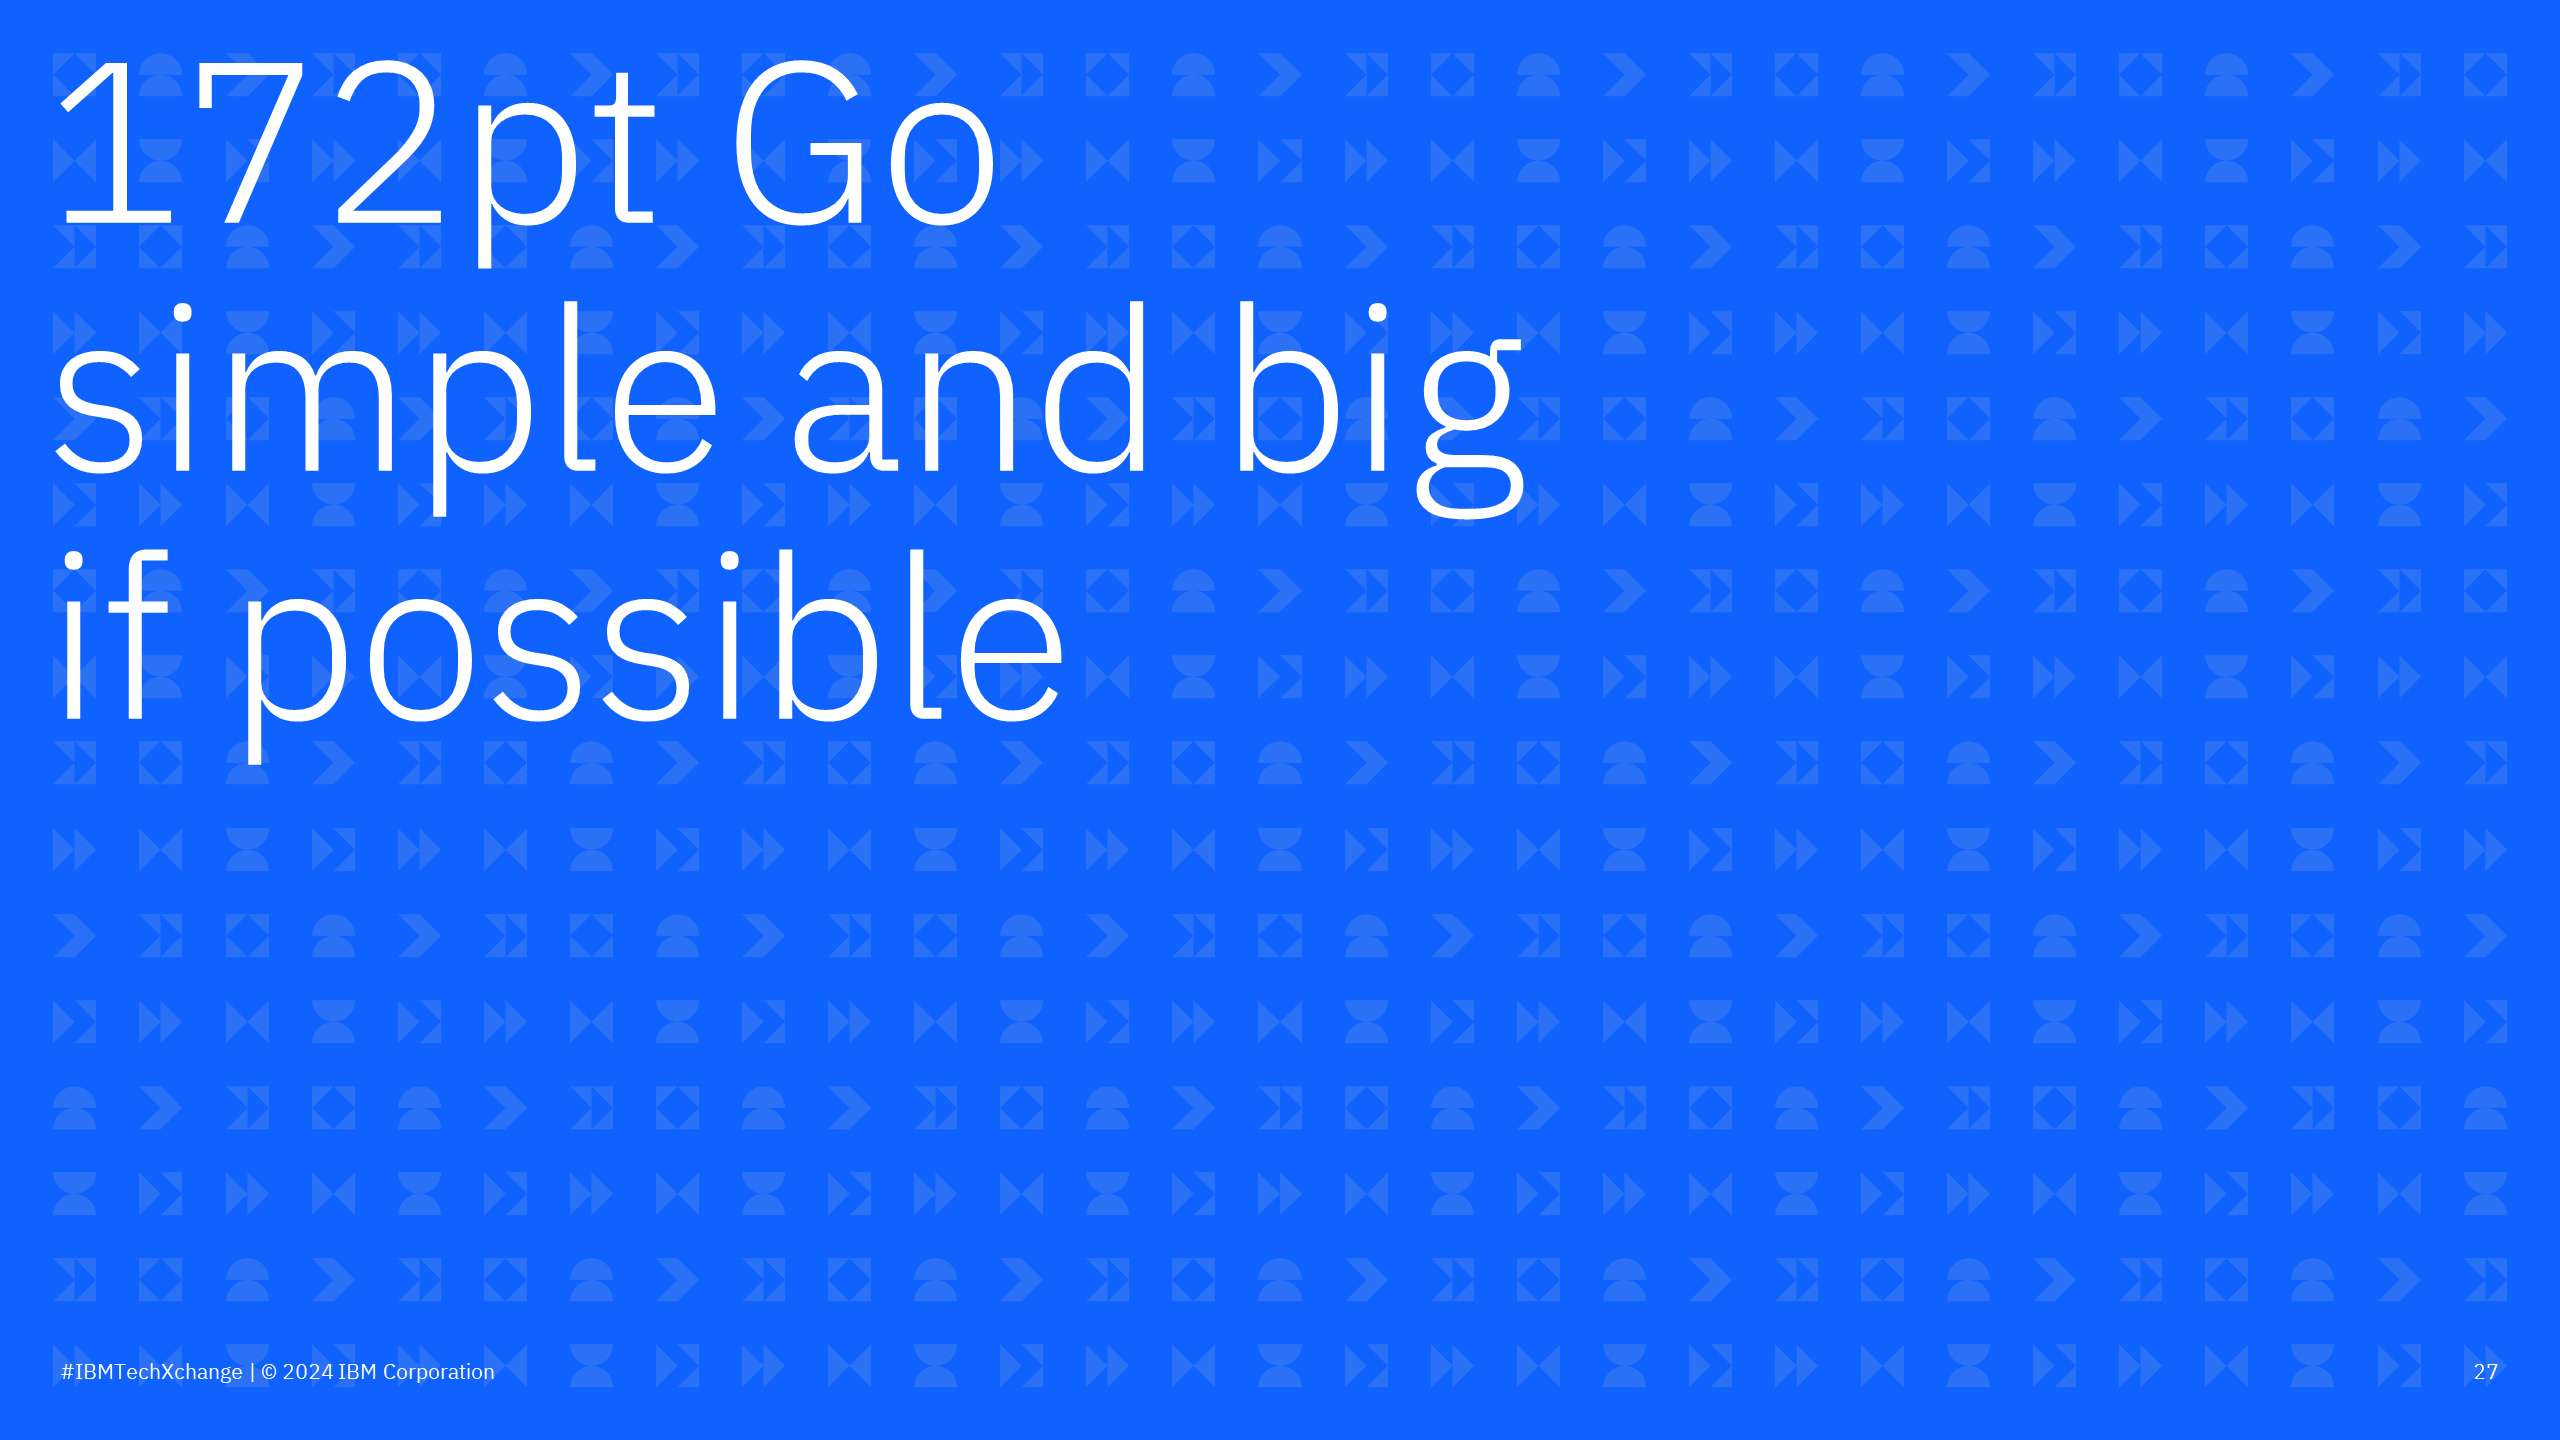 172pt Go
simple and big
if possible
#IBMTechXchange | © 2024 IBM Corporation
27